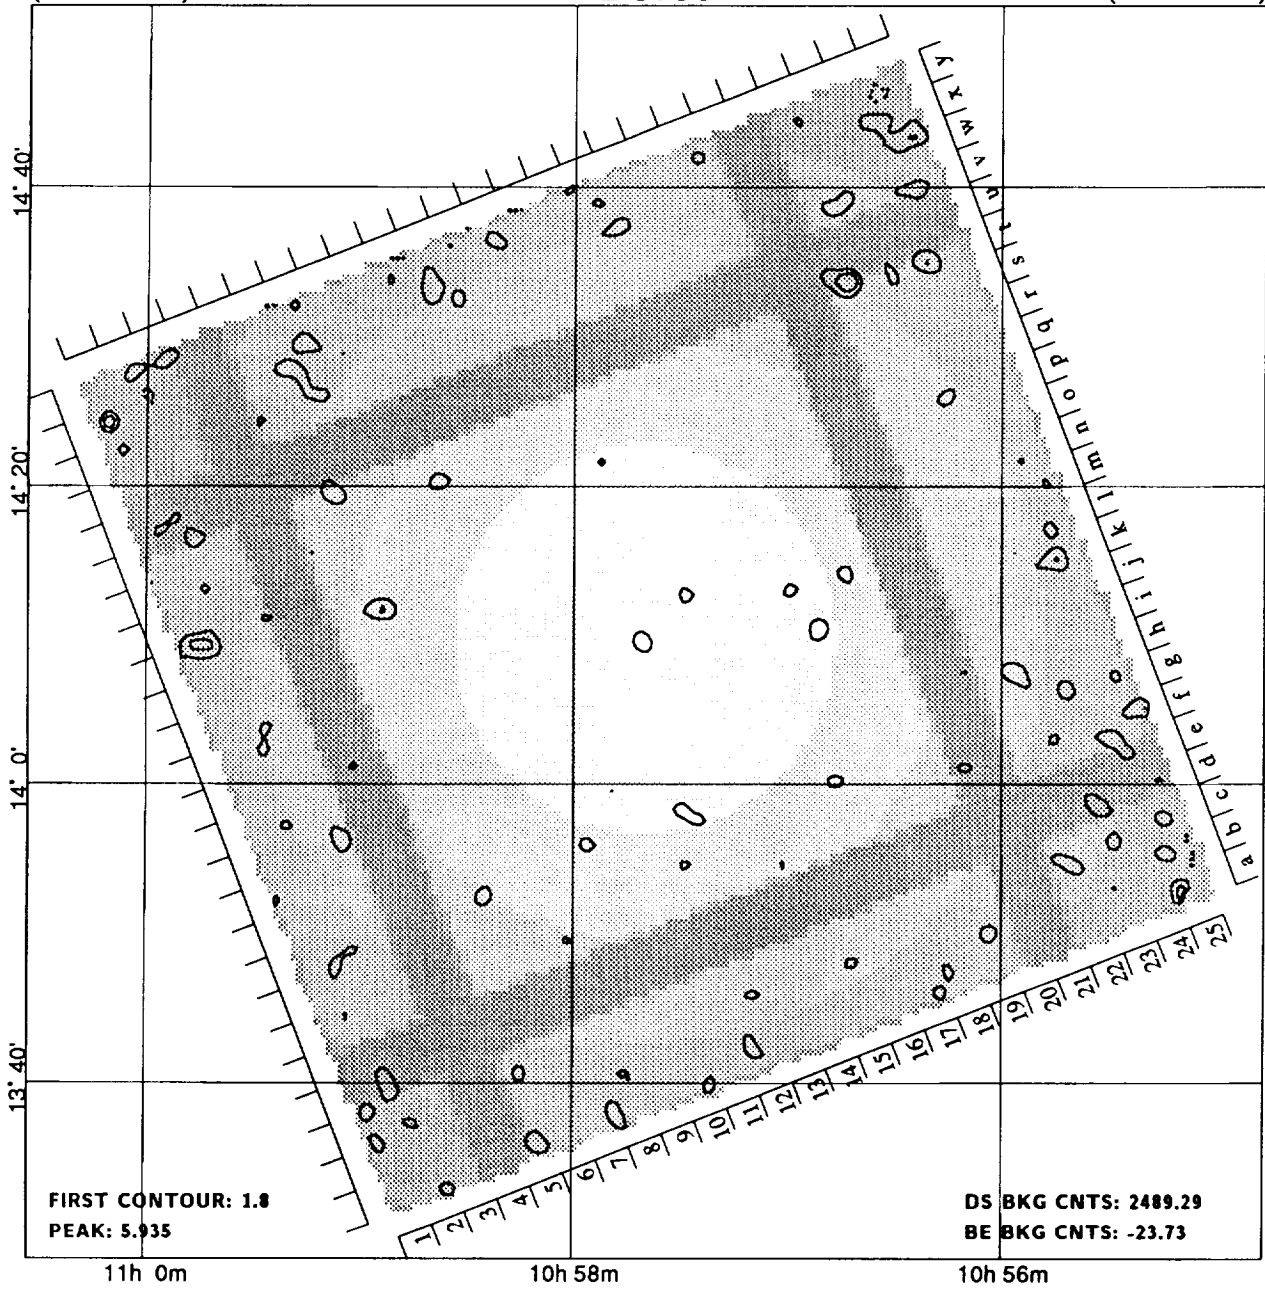 14° 40'
14° 20'
14° 0'
13° 40'
a b c d e f g h i j k l m n o p q r s t u v w x y
1 2 3 4 5 6 7 8 9 10 11 12 13 14 15 16 17 18 19 20 21 22 23 24 25
FIRST CONTOUR: 1.8
PEAK: 5.935
DS BKG CNTS: 2489.29
BE BKG CNTS: -23.73
11h 0m
10h 58m
10h 56m